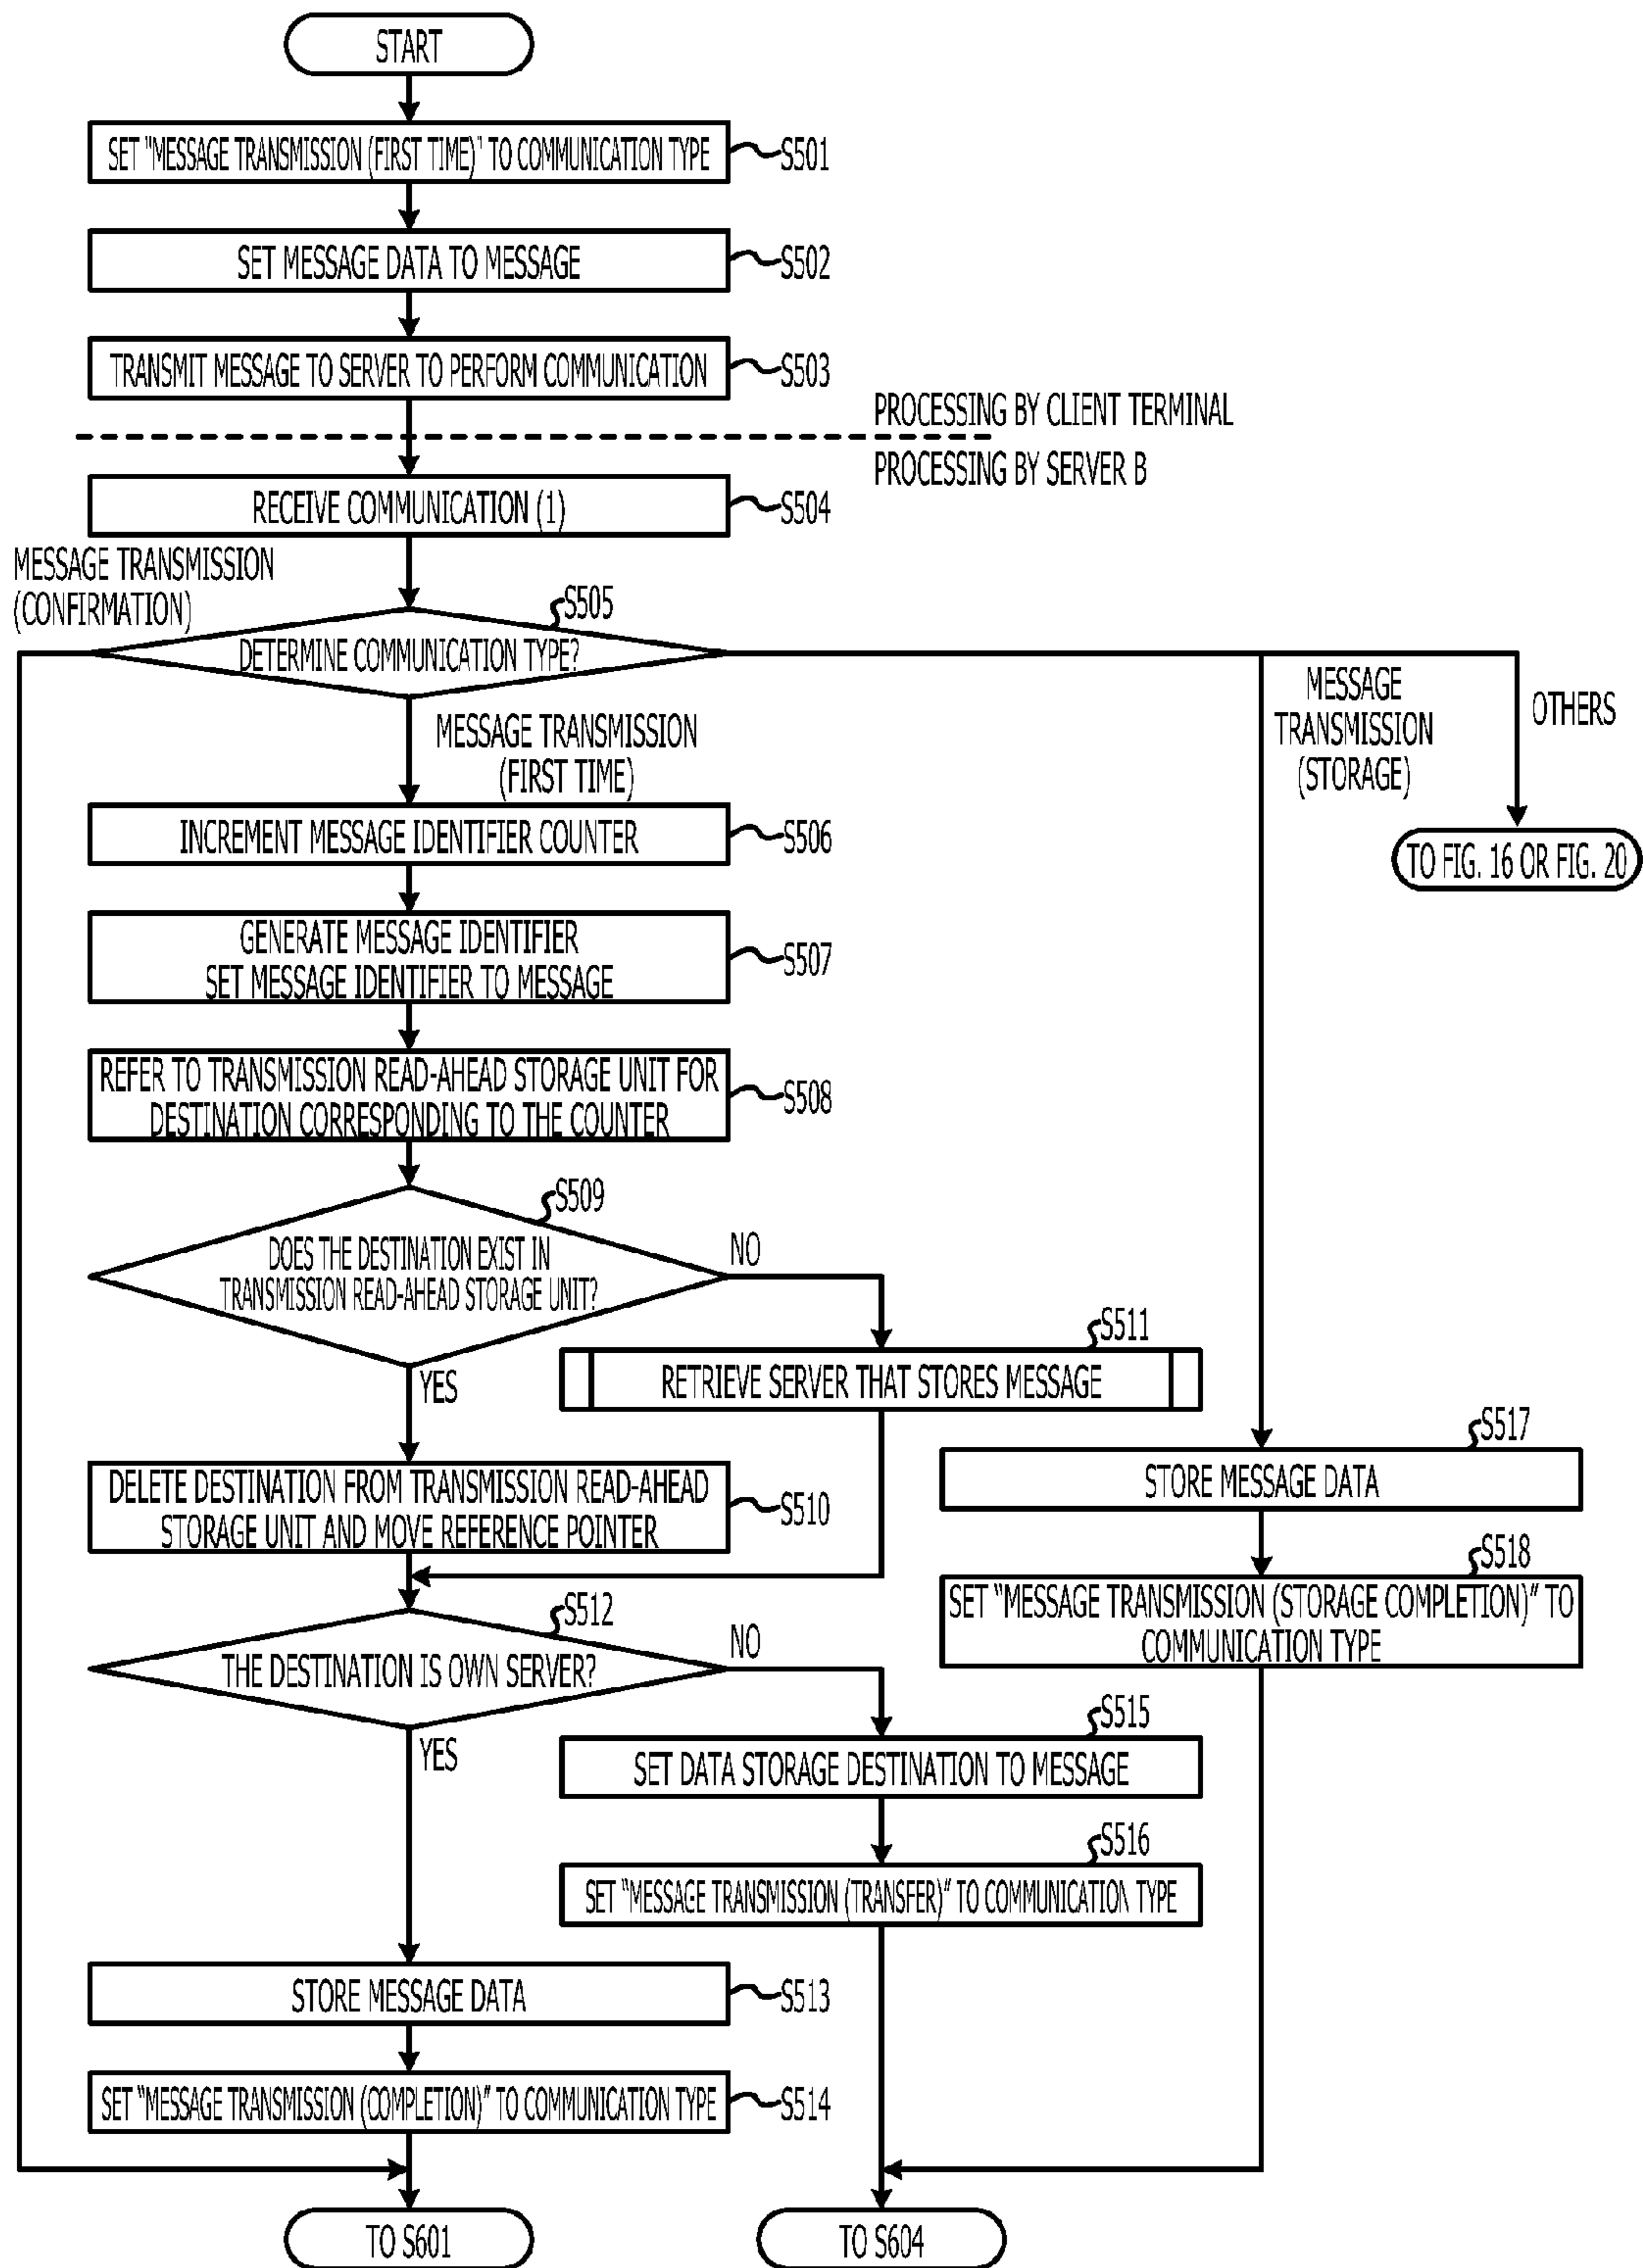 START
SET "MESSAGE TRANSMISSION (FIRST TIME)" TO COMMUNICATION TYPE
S501
SET MESSAGE DATA TO MESSAGE
S502
TRANSMIT MESSAGE TO SERVER TO PERFORM COMMUNICATION
S503
PROCESSING BY CLIENT TERMINAL
PROCESSING BY SERVER B
RECEIVE COMMUNICATION (1)
S504
MESSAGE TRANSMISSION
(CONFIRMATION)
S505
DETERMINE COMMUNICATION TYPE?
MESSAGE TRANSMISSION
(FIRST TIME)
MESSAGE
TRANSMISSION
(STORAGE)
OTHERS
TO FIG. 16 OR FIG. 20
INCREMENT MESSAGE IDENTIFIER COUNTER
S506
GENERATE MESSAGE IDENTIFIER
SET MESSAGE IDENTIFIER TO MESSAGE
S507
REFER TO TRANSMISSION READ-AHEAD STORAGE UNIT FOR
DESTINATION CORRESPONDING TO THE COUNTER
S508
S509
DOES THE DESTINATION EXIST IN
TRANSMISSION READ-AHEAD STORAGE UNIT?
NO
YES
S511
RETRIEVE SERVER THAT STORES MESSAGE
DELETE DESTINATION FROM TRANSMISSION READ-AHEAD
STORAGE UNIT AND MOVE REFERENCE POINTER
S510
S517
STORE MESSAGE DATA
S518
SET "MESSAGE TRANSMISSION (STORAGE COMPLETION)" TO
COMMUNICATION TYPE
S512
THE DESTINATION IS OWN SERVER?
NO
YES
S515
SET DATA STORAGE DESTINATION TO MESSAGE
S516
SET "MESSAGE TRANSMISSION (TRANSFER)" TO COMMUNICATION TYPE
STORE MESSAGE DATA
S513
SET "MESSAGE TRANSMISSION (COMPLETION)" TO COMMUNICATION TYPE
S514
TO S601
TO S604